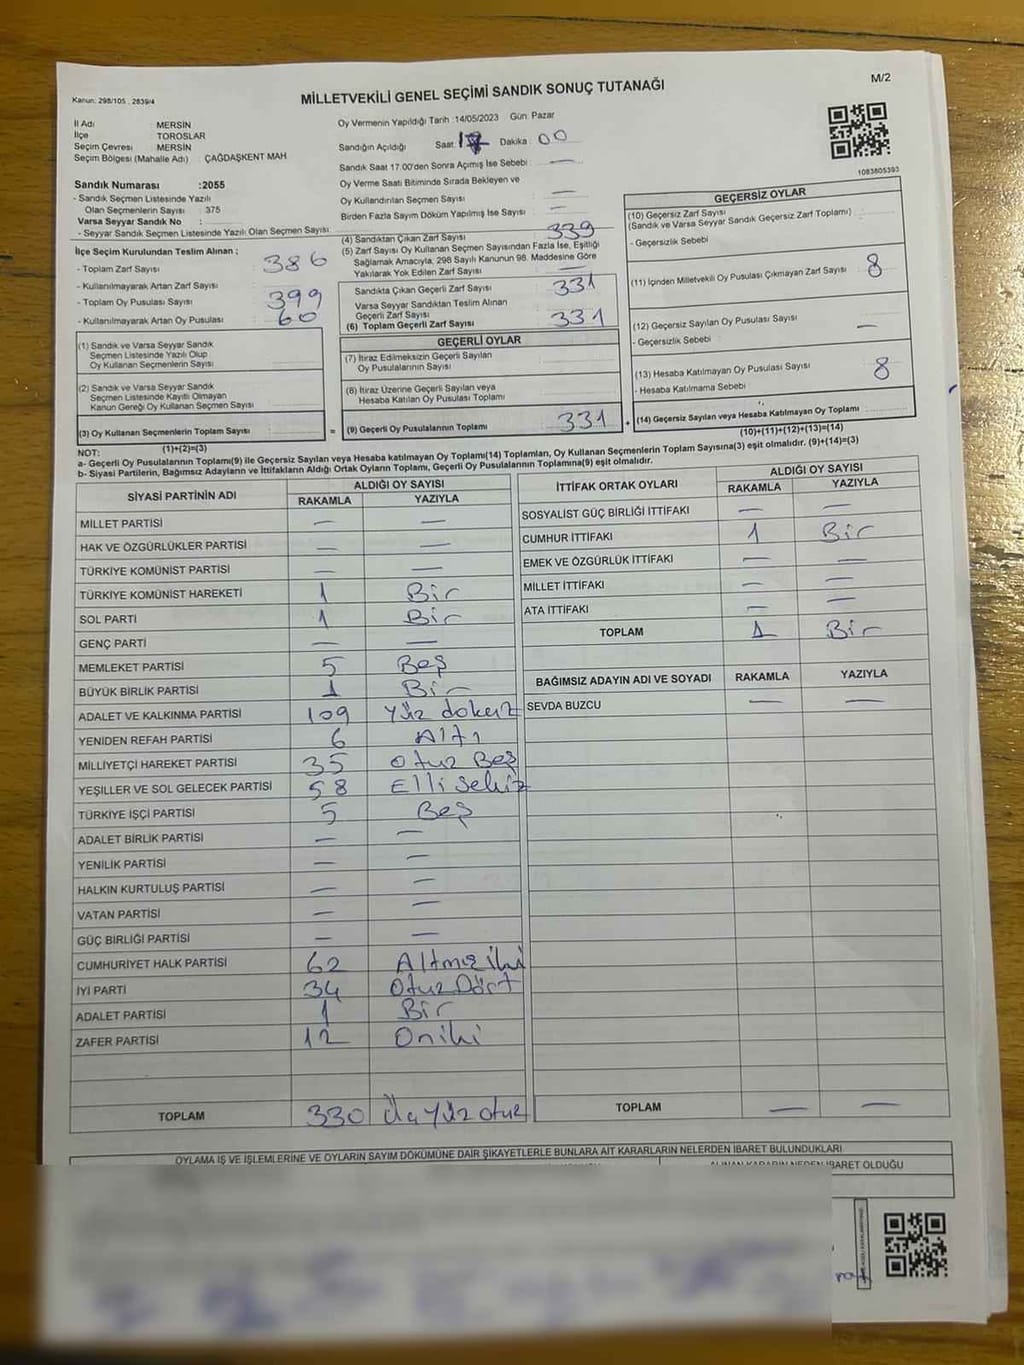 Kanun: 298/105 , 2839/4
MİLLETVEKİLİ GENEL SEÇİMİ SANDIK SONUÇ TUTANAĞI
M/2
İl Adı : MERSİN
İlçe : TOROSLAR
Seçim Çevresi : MERSİN
Seçim Bölgesi (Mahalle Adı) : ÇAĞDAŞKENT MAH
Sandık Numarası : 2055
- Sandık Seçmen Listesinde Yazılı
Olan Seçmenlerin Sayısı : 375
Varsa Seyyar Sandık No :
- Seyyar Sandık Seçmen Listesinde Yazılı Olan Seçmen Sayısı :
Oy Vermenin Yapıldığı Tarih :14/05/2023 Gün: Pazar
Sandığın Açıldığı Saat: 17 Dakika : 00
Sandık Saat 17.00'den Sonra Açımış İse Sebebi : —
Oy Verme Saati Bitiminde Sırada Bekleyen ve
Oy Kullandırılan Seçmen Sayısı —
Birden Fazla Sayım Döküm Yapılmış İse Sayısı : —
1083805393
İlçe Seçim Kurulundan Teslim Alınan ;
- Toplam Zarf Sayısı : 386
- Kullanılmayarak Artan Zarf Sayısı :
- Toplam Oy Pusulası Sayısı : 399
- Kullanılmayarak Artan Oy Pusulası : 60
(1) Sandık ve Varsa Seyyar Sandık
Seçmen Listesinde Yazılı Olup
Oy Kullanan Seçmenlerin Sayısı :
(2) Sandık ve Varsa Seyyar Sandık
Seçmen Listesinde Kayıtlı Olmayan
Kanun Gereği Oy Kullanan Seçmen Sayısı :
(3) Oy Kullanan Seçmenlerin Toplam Sayısı :
(1)+(2)=(3)
(4) Sandıktan Çıkan Zarf Sayısı : 339
(5) Zarf Sayısı Oy Kullanan Seçmen Sayısından Fazla İse, Eşitliği
Sağlamak Amacıyla, 298 Sayılı Kanunun 98. Maddesine Göre
Yakılarak Yok Edilen Zarf Sayısı : —
Sandıkta Çıkan Geçerli Zarf Sayısı : 331
Varsa Seyyar Sandıktan Teslim Alınan
Geçerli Zarf Sayısı :
(6) Toplam Geçerli Zarf Sayısı : 331
GEÇERLİ OYLAR
(7) İtiraz Edilmeksizin Geçerli Sayılan
Oy Pusulalarının Sayısı :
(8) İtiraz Üzerine Geçerli Sayılan veya
Hesaba Katılan Oy Pusulası Toplamı :
= (9) Geçerli Oy Pusulalarının Toplamı : 331 +
GEÇERSİZ OYLAR
(10) Geçersiz Zarf Sayısı
(Sandık ve Varsa Seyyar Sandık Geçersiz Zarf Toplamı) :
- Geçersizlik Sebebi
(11) İçinden Milletvekili Oy Pusulası Çıkmayan Zarf Sayısı : 8
(12) Geçersiz Sayılan Oy Pusulası Sayısı : —
- Geçersizlik Sebebi
(13) Hesaba Katılmayan Oy Pusulası Sayısı : 8
- Hesaba Katılmama Sebebi
(14) Geçersiz Sayılan veya Hesaba Katılmayan Oy Toplamı :
(10)+(11)+(12)+(13)=(14)
NOT:
a- Geçerli Oy Pusulalarının Toplamı(9) ile Geçersiz Sayılan veya Hesaba katılmayan Oy Toplamı(14) Toplamları, Oy Kullanan Seçmenlerin Toplam Sayısına(3) eşit olmalıdır. (9)+(14)=(3)
b- Siyasi Partilerin, Bağımsız Adayların ve İttifakların Aldığı Ortak Oyların Toplamı, Geçerli Oy Pusulalarının Toplamına(9) eşit olmalıdır.
SİYASİ PARTİNİN ADI ALDIĞI OY SAYISI
RAKAMLA YAZIYLA
MİLLET PARTİSİ — —
HAK VE ÖZGÜRLÜKLER PARTİSİ — —
TÜRKİYE KOMÜNİST PARTİSİ — —
TÜRKİYE KOMÜNİST HAREKETİ 1 Bir
SOL PARTİ 1 Bir
GENÇ PARTİ — —
MEMLEKET PARTİSİ 5 Beş
BÜYÜK BİRLİK PARTİSİ 1 Bir
ADALET VE KALKINMA PARTİSİ 109 Yüz dokuz
YENİDEN REFAH PARTİSİ 6 Altı
MİLLİYETÇİ HAREKET PARTİSİ 35 Otuz Beş
YEŞİLLER VE SOL GELECEK PARTİSİ 58 Elli Sekiz
TÜRKİYE İŞÇİ PARTİSİ 5 Beş
ADALET BİRLİK PARTİSİ — —
YENİLİK PARTİSİ — —
HALKIN KURTULUŞ PARTİSİ — —
VATAN PARTİSİ — —
GÜÇ BİRLİĞİ PARTİSİ — —
CUMHURİYET HALK PARTİSİ 62 Altmış iki
İYİ PARTİ 34 Otuz Dört
ADALET PARTİSİ 1 Bir
ZAFER PARTİSİ 12 Oniki
TOPLAM 330 Üç Yüz otuz
İTTİFAK ORTAK OYLARI ALDIĞI OY SAYISI
RAKAMLA YAZIYLA
SOSYALİST GÜÇ BİRLİĞİ İTTİFAKI — —
CUMHUR İTTİFAKI 1 Bir
EMEK VE ÖZGÜRLÜK İTTİFAKI — —
MİLLET İTTİFAKI — —
ATA İTTİFAKI — —
TOPLAM 1 Bir
BAĞIMSIZ ADAYIN ADI VE SOYADI RAKAMLA YAZIYLA
SEVDA BUZCU — —
TOPLAM — —
OYLAMA İŞ VE İŞLEMLERİNE VE OYLARIN SAYIM DÖKÜMÜNE DAİR ŞİKAYETLERLE BUNLARA AİT KARARLARIN NELERDEN İBARET BULUNDUKLARI
ALINAN KARARIN NEDEN İBARET OLDUĞU